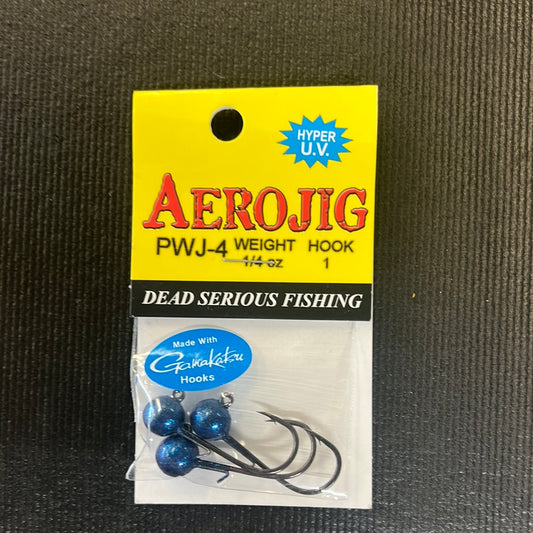 HYPER
U.V.
AEROJIG
PWJ-4 WEIGHT HOOK
1/4 oz 1
DEAD SERIOUS FISHING
Made With
Gamakatsu
Hooks